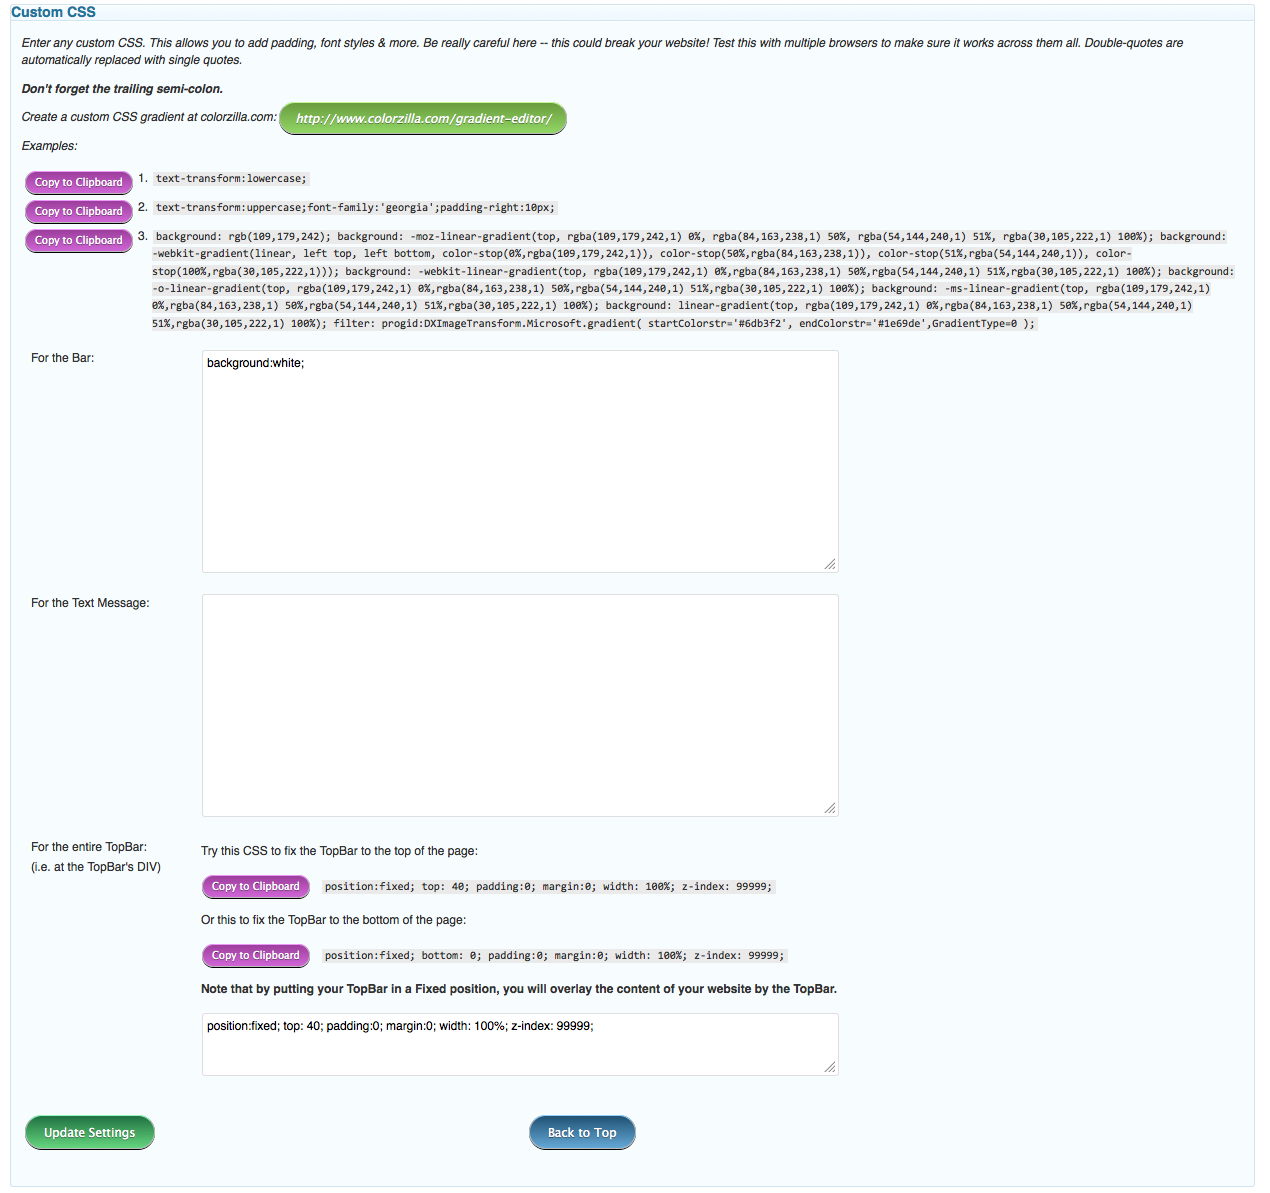 Custom CSS
Enter any custom CSS. This allows you to add padding, font styles & more. Be really careful here -- this could break your website! Test this with multiple browsers to make sure it works across them all. Double-quotes are
automatically replaced with single quotes.
Don't forget the trailing semi-colon.
Create a custom CSS gradient at colorzilla.com: http://www.colorzilla.com/gradient-editor/
Examples:
Copy to Clipboard 1. text-transform:lowercase;
Copy to Clipboard 2. text-transform:uppercase;font-family:'georgia';padding-right:10px;
Copy to Clipboard 3. background: rgb(109,179,242); background: -moz-linear-gradient(top, rgba(109,179,242,1) 0%, rgba(84,163,238,1) 50%, rgba(54,144,240,1) 51%, rgba(30,105,222,1) 100%); background:
-webkit-gradient(linear, left top, left bottom, color-stop(0%,rgba(109,179,242,1)), color-stop(50%,rgba(84,163,238,1)), color-stop(51%,rgba(54,144,240,1)), color-
stop(100%,rgba(30,105,222,1))); background: -webkit-linear-gradient(top, rgba(109,179,242,1) 0%,rgba(84,163,238,1) 50%,rgba(54,144,240,1) 51%,rgba(30,105,222,1) 100%); background:
-o-linear-gradient(top, rgba(109,179,242,1) 0%,rgba(84,163,238,1) 50%,rgba(54,144,240,1) 51%,rgba(30,105,222,1) 100%); background: -ms-linear-gradient(top, rgba(109,179,242,1)
0%,rgba(84,163,238,1) 50%,rgba(54,144,240,1) 51%,rgba(30,105,222,1) 100%); background: linear-gradient(top, rgba(109,179,242,1) 0%,rgba(84,163,238,1) 50%,rgba(54,144,240,1)
51%,rgba(30,105,222,1) 100%); filter: progid:DXImageTransform.Microsoft.gradient( startColorstr='#6db3f2', endColorstr='#1e69de',GradientType=0 );
For the Bar:
background:white;
For the Text Message:
For the entire TopBar:
(i.e. at the TopBar's DIV)
Try this CSS to fix the TopBar to the top of the page:
Copy to Clipboard position:fixed; top: 40; padding:0; margin:0; width: 100%; z-index: 99999;
Or this to fix the TopBar to the bottom of the page:
Copy to Clipboard position:fixed; bottom: 0; padding:0; margin:0; width: 100%; z-index: 99999;
Note that by putting your TopBar in a Fixed position, you will overlay the content of your website by the TopBar.
position:fixed; top: 40; padding:0; margin:0; width: 100%; z-index: 99999;
Update Settings Back to Top